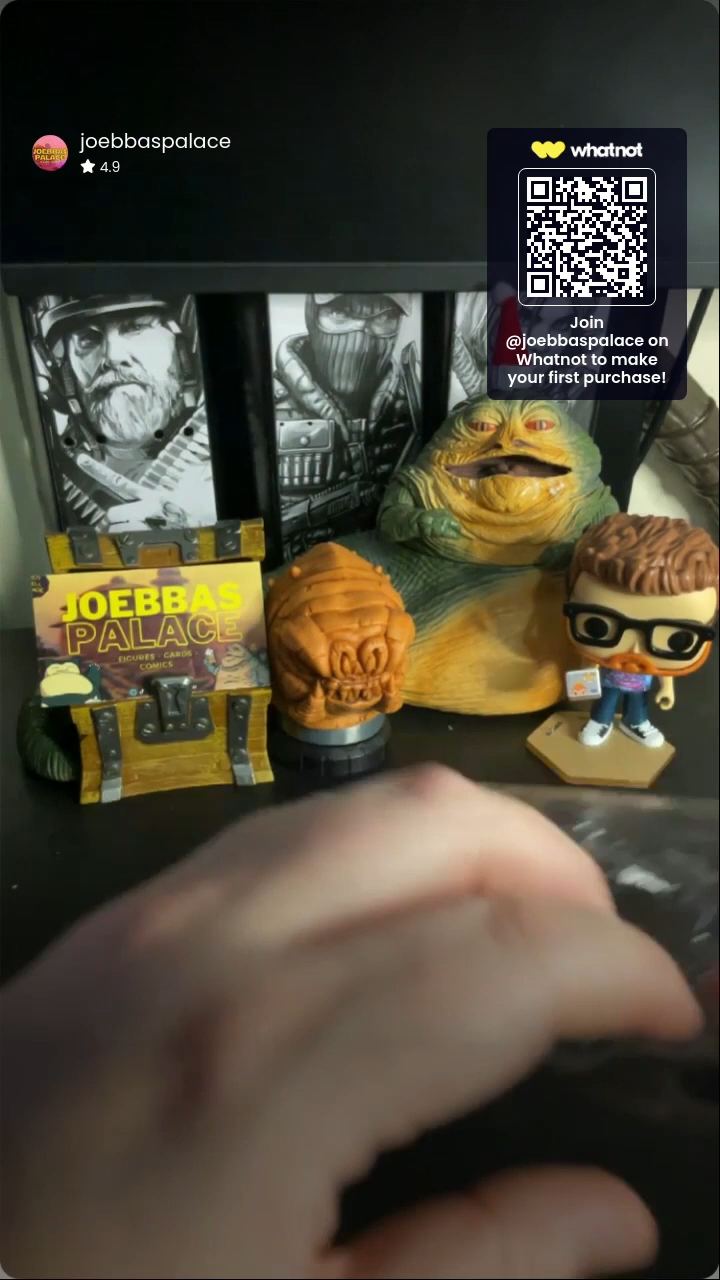 joebbaspalace
4.9
whatnot
Join
@joebbaspalace on
Whatnot to make
your first purchase!
JOEBBAS
PALACE
FIGURES - CARDS
COMICS